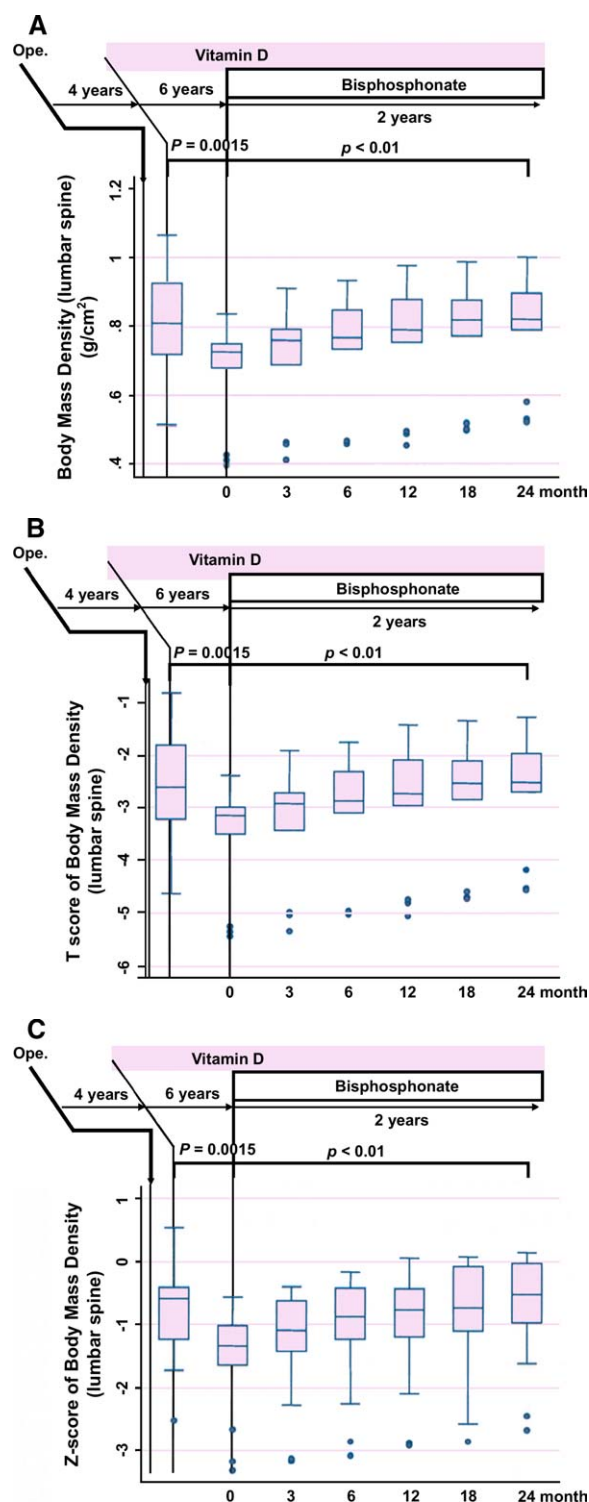 A
Ope.
Vitamin D
Bisphosphonate
4 years
6 years
2 years
P = 0.0015
p < 0.01
Body Mass Density (lumbar spine)
(g/cm²)
1.2
1
.8
.6
.4
0 3 6 12 18 24 month
B
Ope.
Vitamin D
Bisphosphonate
4 years
6 years
2 years
P = 0.0015
p < 0.01
T score of Body Mass Density
(lumbar spine)
-1
-2
-3
-4
-5
-6
0 3 6 12 18 24 month
C
Ope.
Vitamin D
Bisphosphonate
4 years
6 years
2 years
P = 0.0015
p < 0.01
Z-score of Body Mass Density
(lumbar spine)
1
0
-1
-2
-3
0 3 6 12 18 24 month